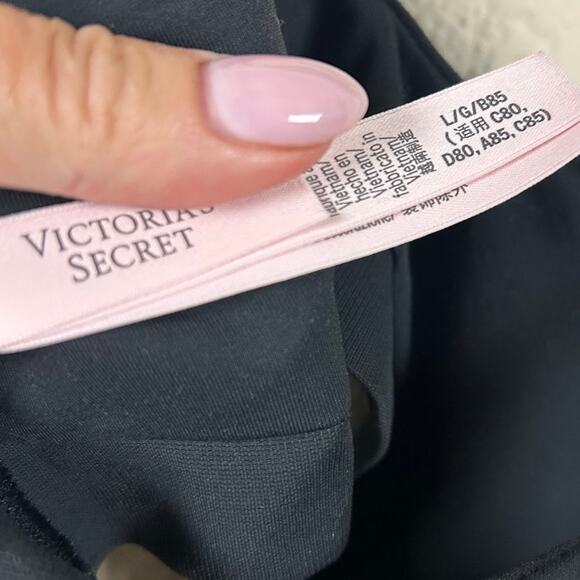 VICTORIA'S
SECRET
Vietnam/
hecho en
Vietnam/
fabricato in
Vietnam/
越南制造
L/G/B85
(适用 C80,
D80, A85, C85)